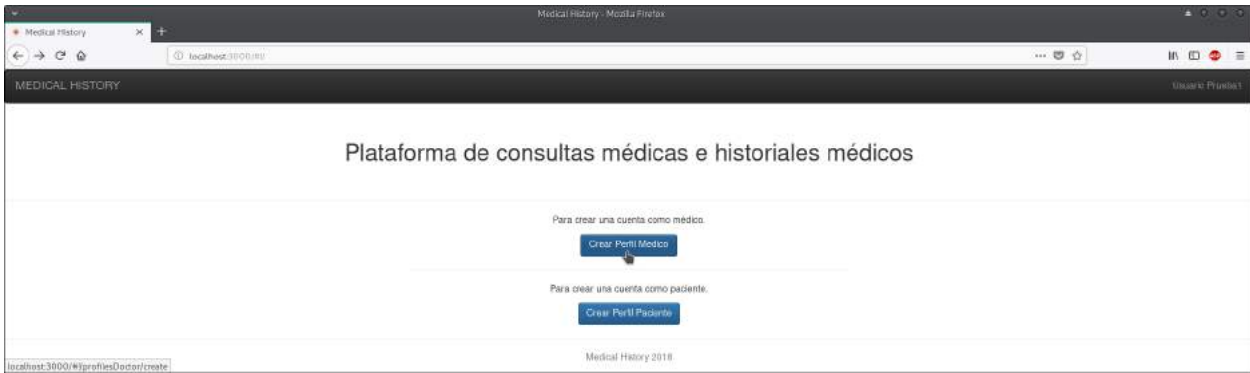 Medical History - Mozilla Firefox
Medical History
localhost:3000/#!/
MEDICAL HISTORY
Usuario Prueba1
Plataforma de consultas médicas e historiales médicos
Para crear una cuenta como médico.
Crear Perfil Medico
Para crear una cuenta como paciente.
Crear Perfil Paciente
Medical History 2018
localhost:3000/#!/profilesDoctor/create